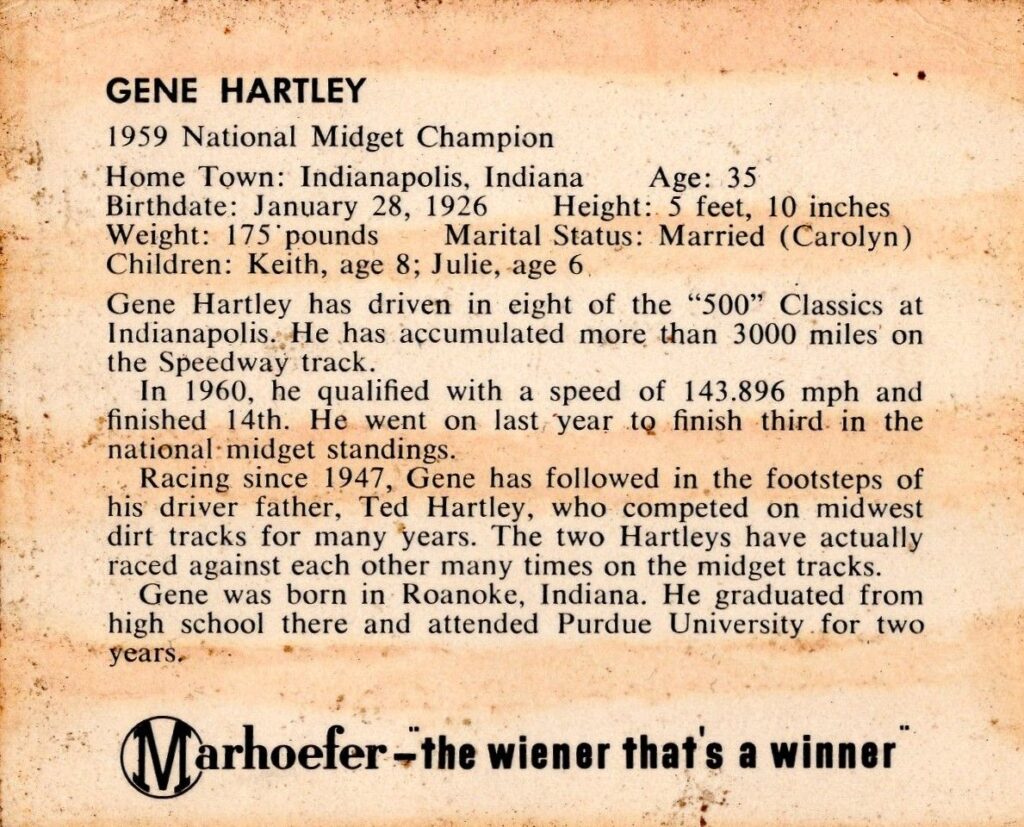 GENE HARTLEY
1959 National Midget Champion
Home Town: Indianapolis, Indiana Age: 35
Birthdate: January 28, 1926 Height: 5 feet, 10 inches
Weight: 175 pounds Marital Status: Married (Carolyn)
Children: Keith, age 8; Julie, age 6
Gene Hartley has driven in eight of the “500” Classics at
Indianapolis. He has accumulated more than 3000 miles on
the Speedway track.
In 1960, he qualified with a speed of 143.896 mph and
finished 14th. He went on last year to finish third in the
national midget standings.
Racing since 1947, Gene has followed in the footsteps of
his driver father, Ted Hartley, who competed on midwest
dirt tracks for many years. The two Hartleys have actually
raced against each other many times on the midget tracks.
Gene was born in Roanoke, Indiana. He graduated from
high school there and attended Purdue University for two
years.
Marhoefer - "the wiener that's a winner"